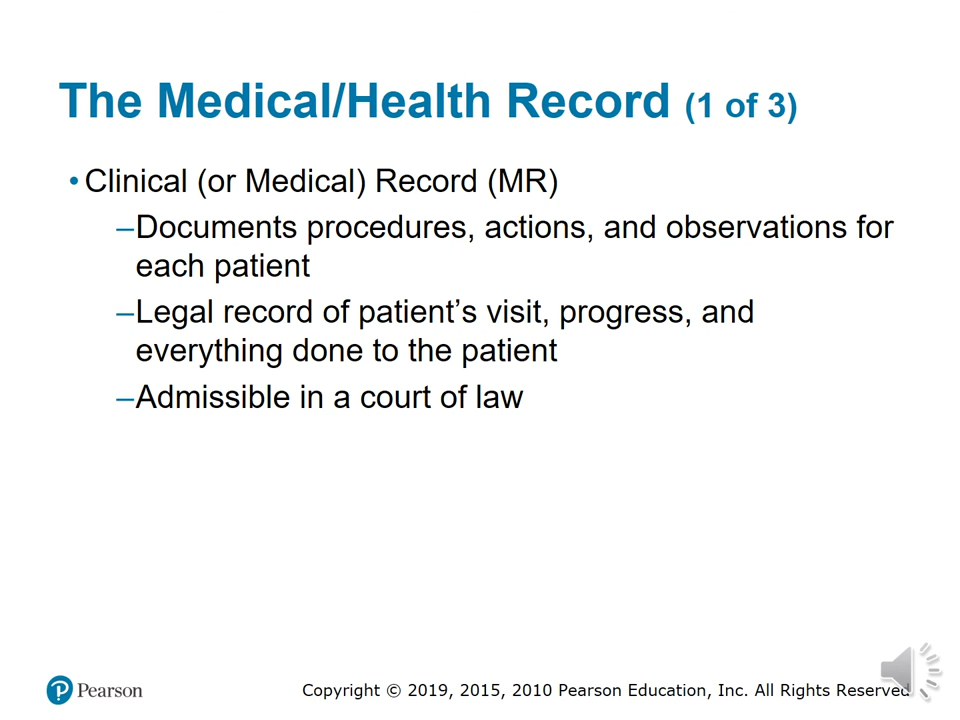 The Medical/Health Record (1 of 3)
• Clinical (or Medical) Record (MR)
–Documents procedures, actions, and observations for
each patient
–Legal record of patient’s visit, progress, and
everything done to the patient
–Admissible in a court of law
Pearson
Copyright © 2019, 2015, 2010 Pearson Education, Inc. All Rights Reserved